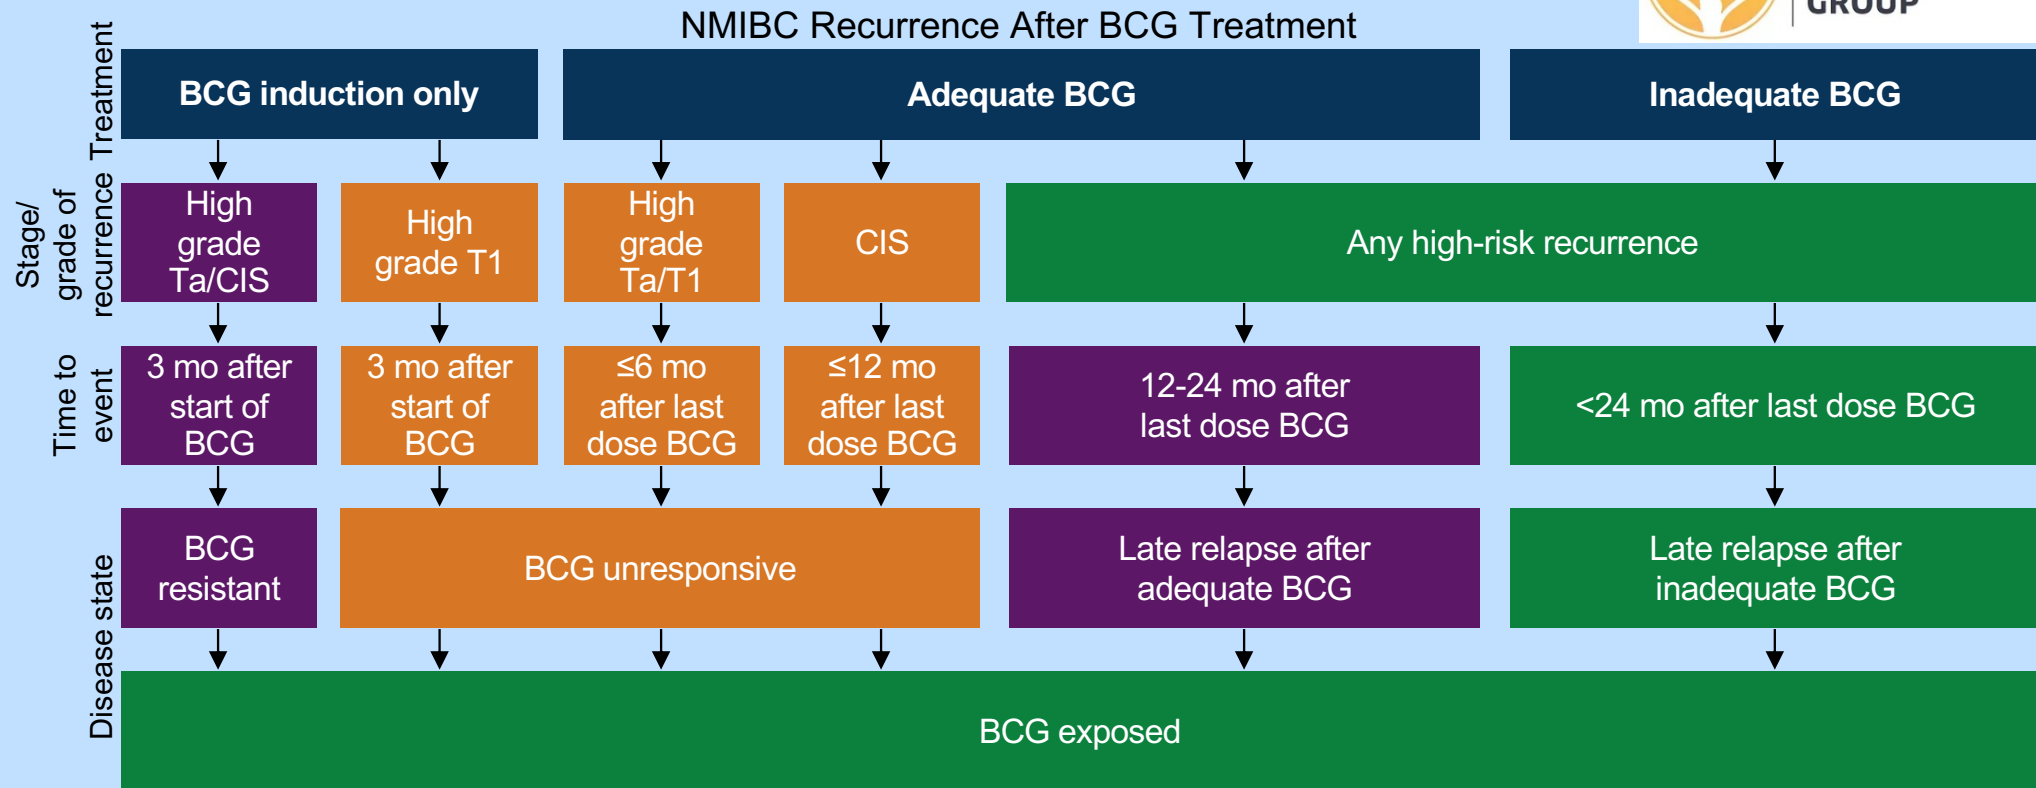 NMIBC Recurrence After BCG Treatment
GROUP
Treatment
BCG induction only
Adequate BCG
Inadequate BCG
Stage/
grade of
recurrence
High
grade
Ta/CIS
High
grade T1
High
grade
Ta/T1
CIS
Any high-risk recurrence
Time to
event
3 mo after
start of
BCG
3 mo after
start of
BCG
≤6 mo
after last
dose BCG
≤12 mo
after last
dose BCG
12-24 mo after
last dose BCG
<24 mo after last dose BCG
Disease state
BCG
resistant
BCG unresponsive
Late relapse after
adequate BCG
Late relapse after
inadequate BCG
BCG exposed